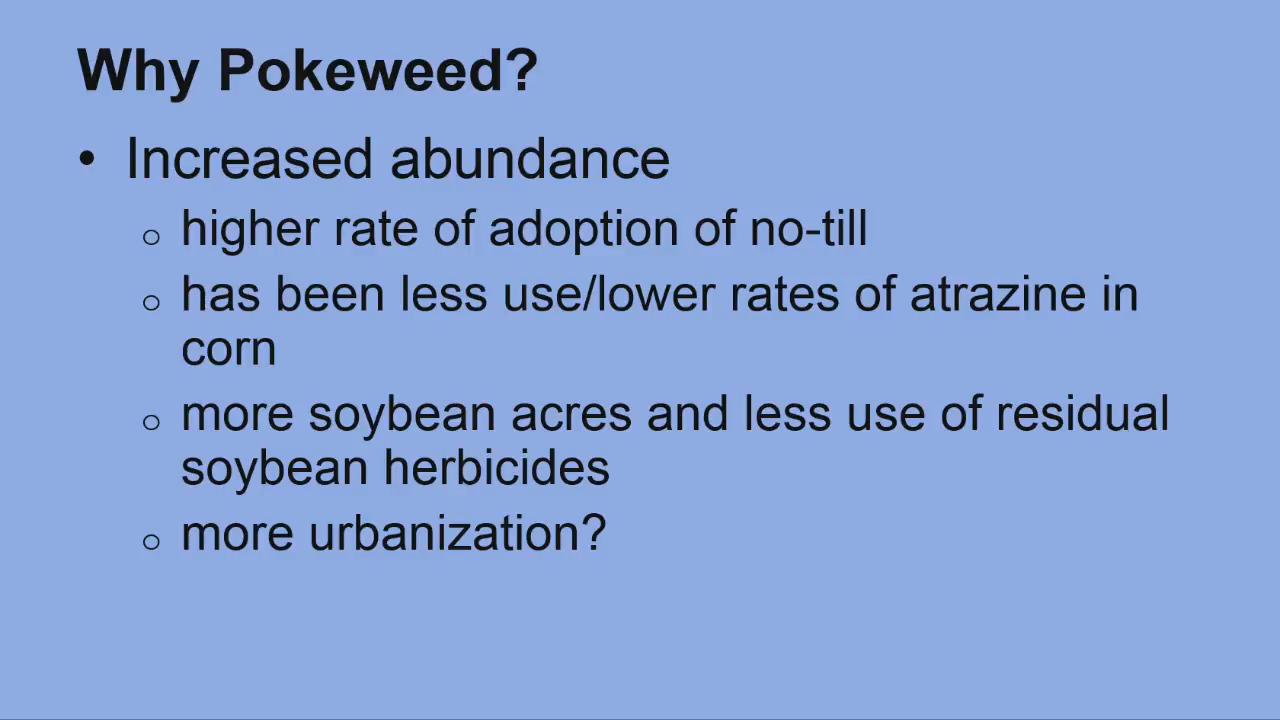 Why Pokeweed?
• Increased abundance
o higher rate of adoption of no-till
o has been less use/lower rates of atrazine in
corn
o more soybean acres and less use of residual
soybean herbicides
o more urbanization?